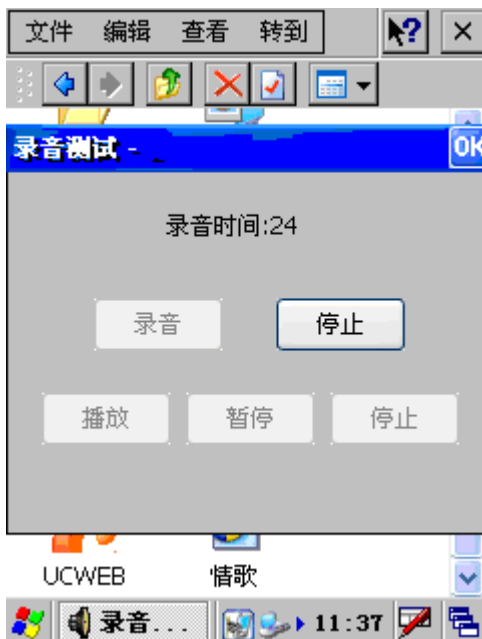 文件 编辑 查看 转到
录音测试 - OK
录音时间:24
录音 停止
播放 暂停 停止
UCWEB 情歌
录音... 11:37